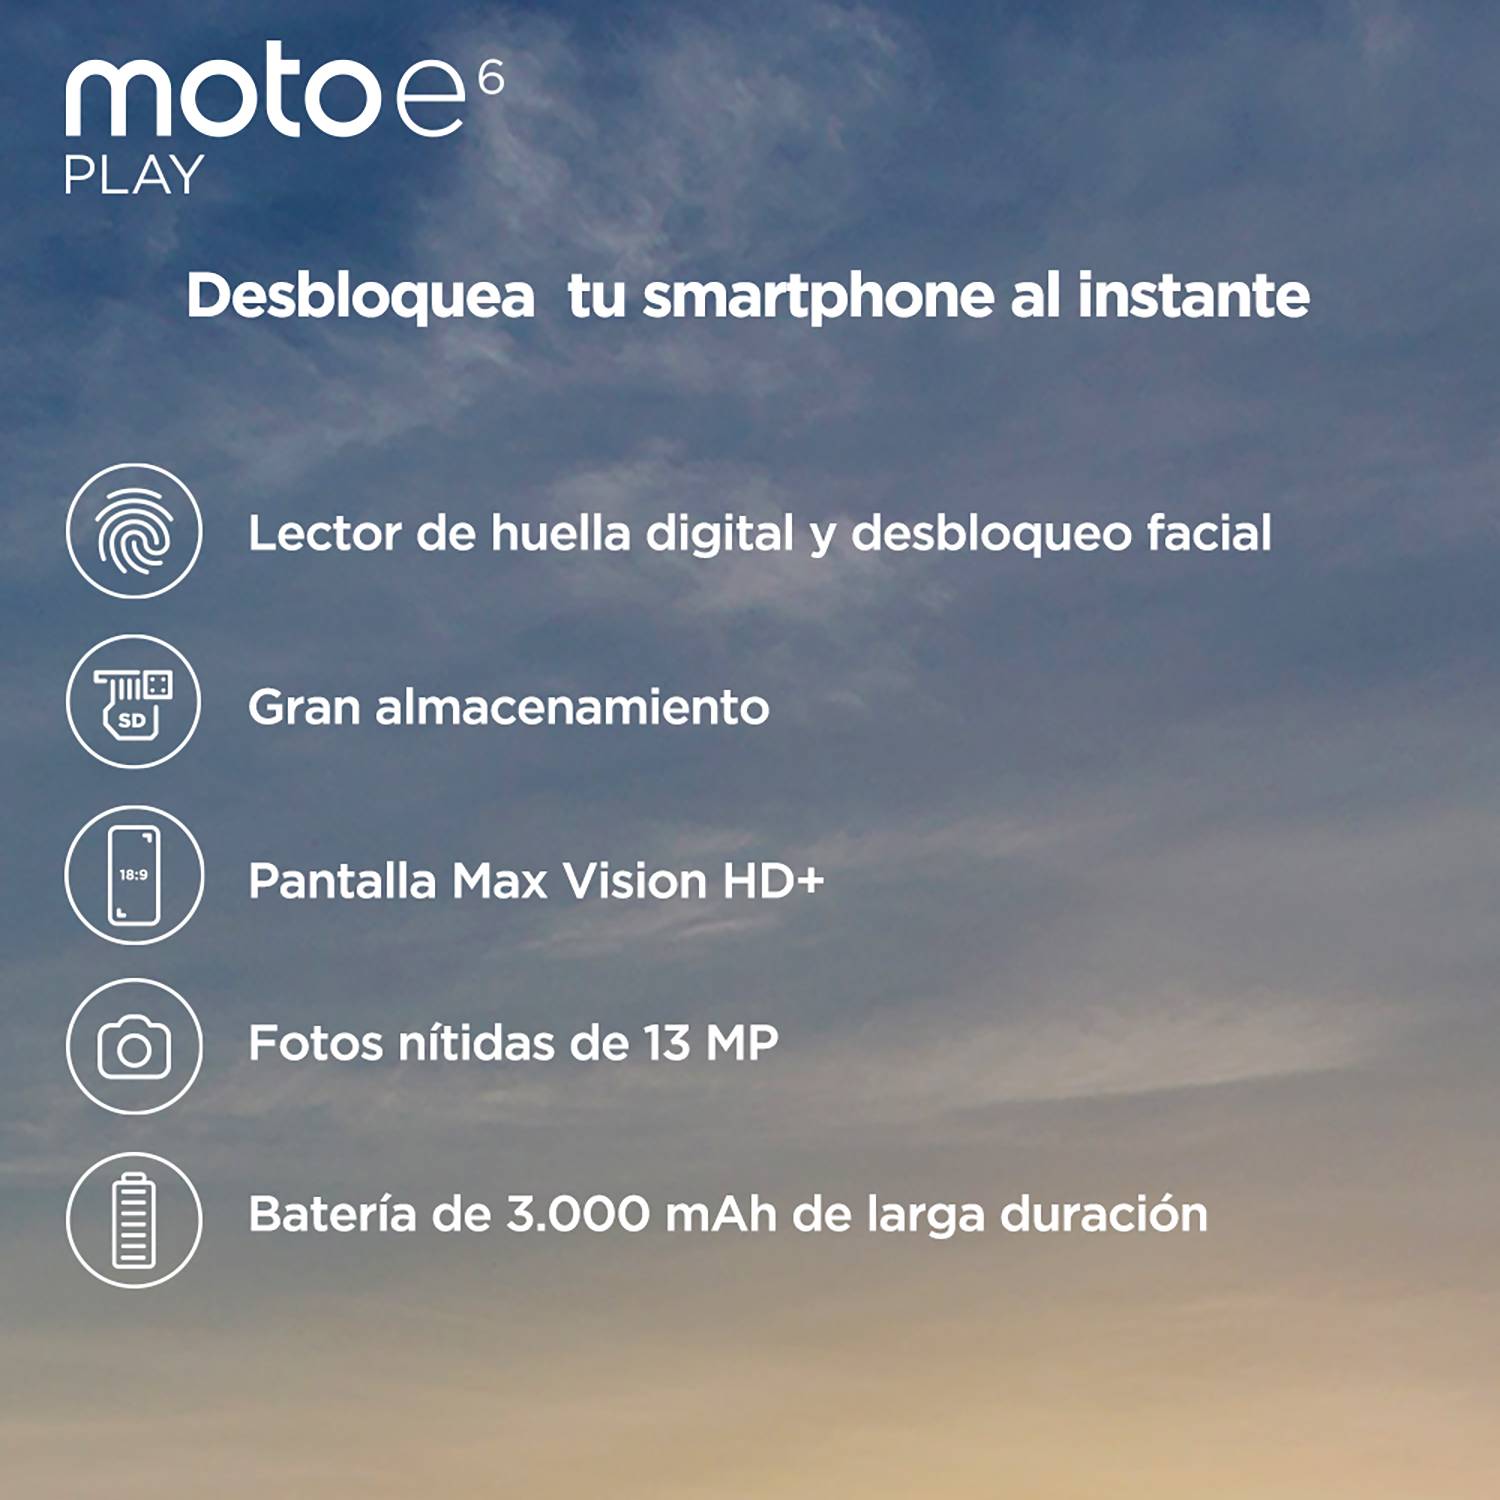 moto e6
PLAY
Desbloquea tu smartphone al instante
Lector de huella digital y desbloqueo facial
SD
Gran almacenamiento
18:9
Pantalla Max Vision HD+
Fotos nítidas de 13 MP
Batería de 3.000 mAh de larga duración